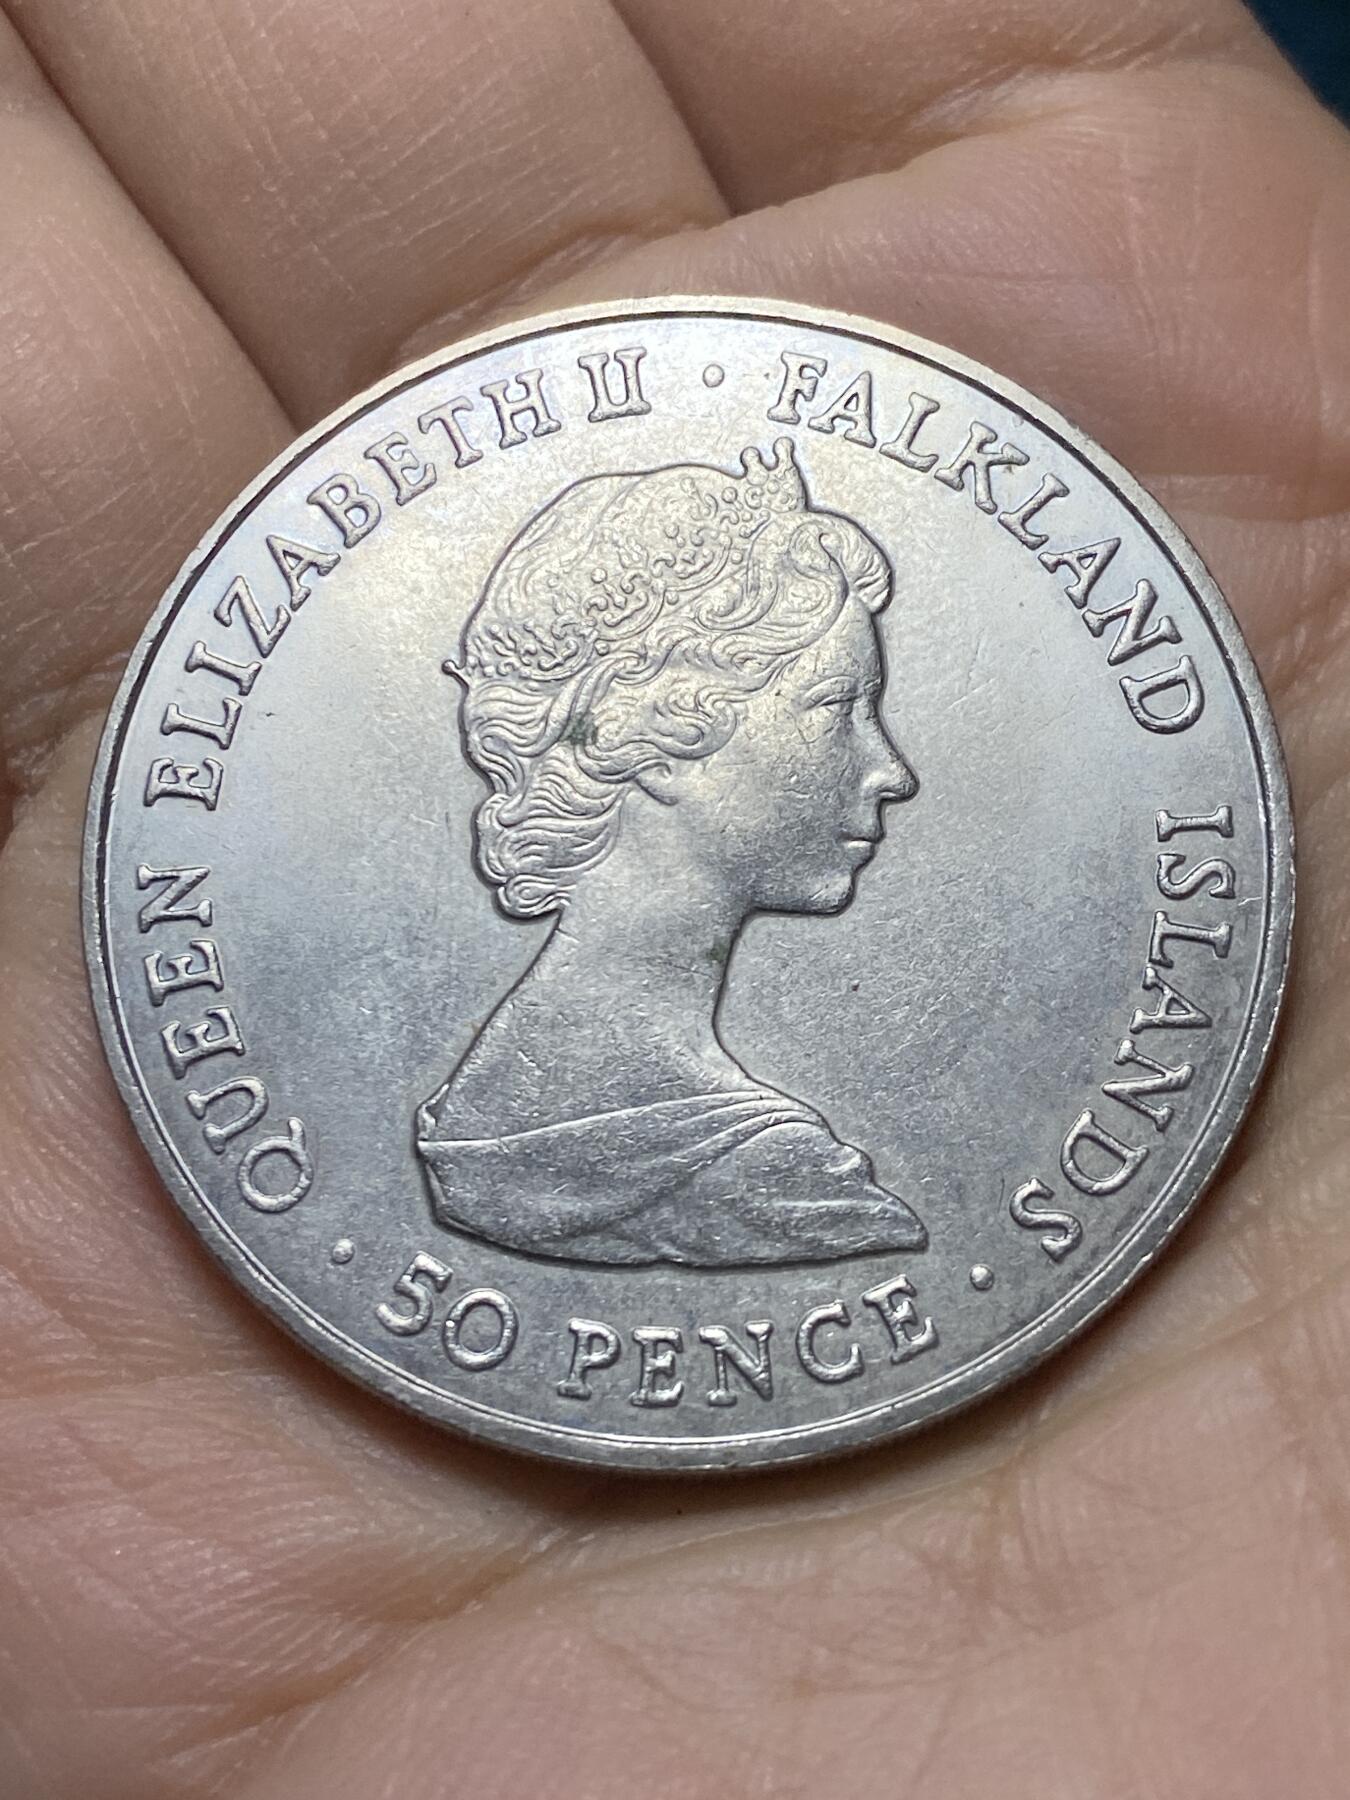 QUEEN ELIZABETH II · FALKLAND ISLANDS
· 50 PENCE ·